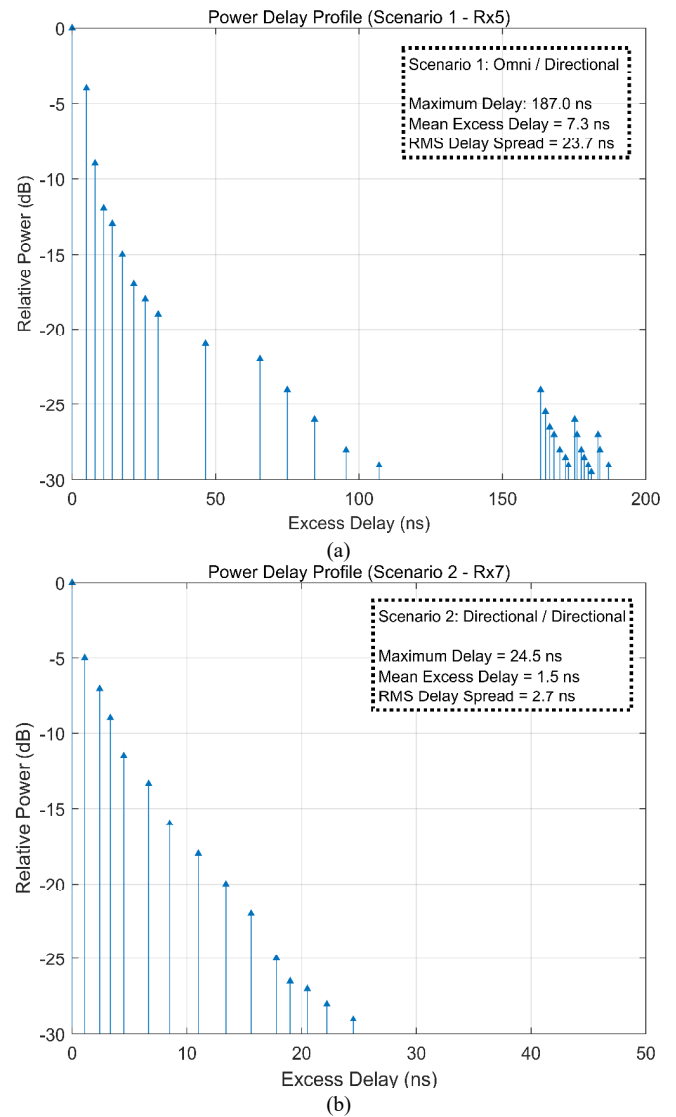 Power Delay Profile (Scenario 1 - Rx5)
Scenario 1: Omni / Directional
Maximum Delay: 187.0 ns
Mean Excess Delay = 7.3 ns
RMS Delay Spread = 23.7 ns
Relative Power (dB)
0
-5
-10
-15
-20
-25
-30
0 50 100 150 200
Excess Delay (ns)
(a)
Power Delay Profile (Scenario 2 - Rx7)
Scenario 2: Directional / Directional
Maximum Delay = 24.5 ns
Mean Excess Delay = 1.5 ns
RMS Delay Spread = 2.7 ns
Relative Power (dB)
0
-5
-10
-15
-20
-25
-30
0 10 20 30 40 50
Excess Delay (ns)
(b)